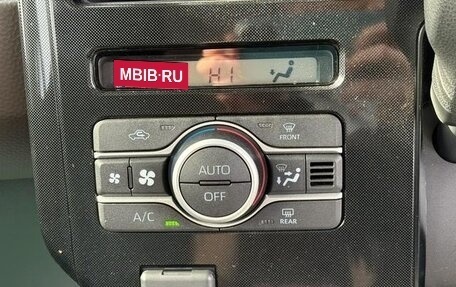 MBIB·RU
HI
FRONT
AUTO
OFF
A/C
REAR